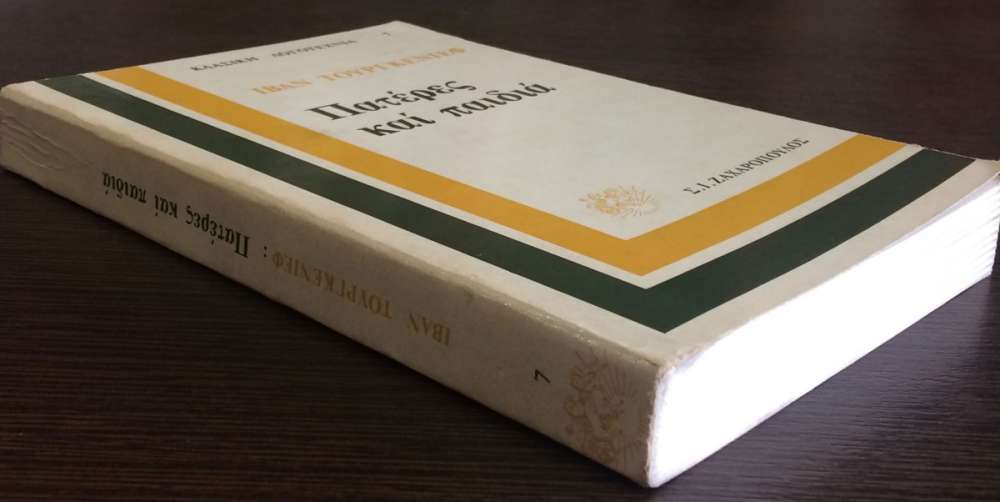 ΚΛΑΣΙΚΗ ΛΟΓΟΤΕΧΝΙΑ 7
ΙΒΑΝ ΤΟΥΡΓΚΕΝΙΕΦ
Πατέρες
καί παιδιά
Σ.Ι.ΖΑΧΑΡΟΠΟΥΛΟΣ
ΙΒΑΝ ΤΟΥΡΓΚΕΝΙΕΦ : Πατέρες καί παιδιά
7